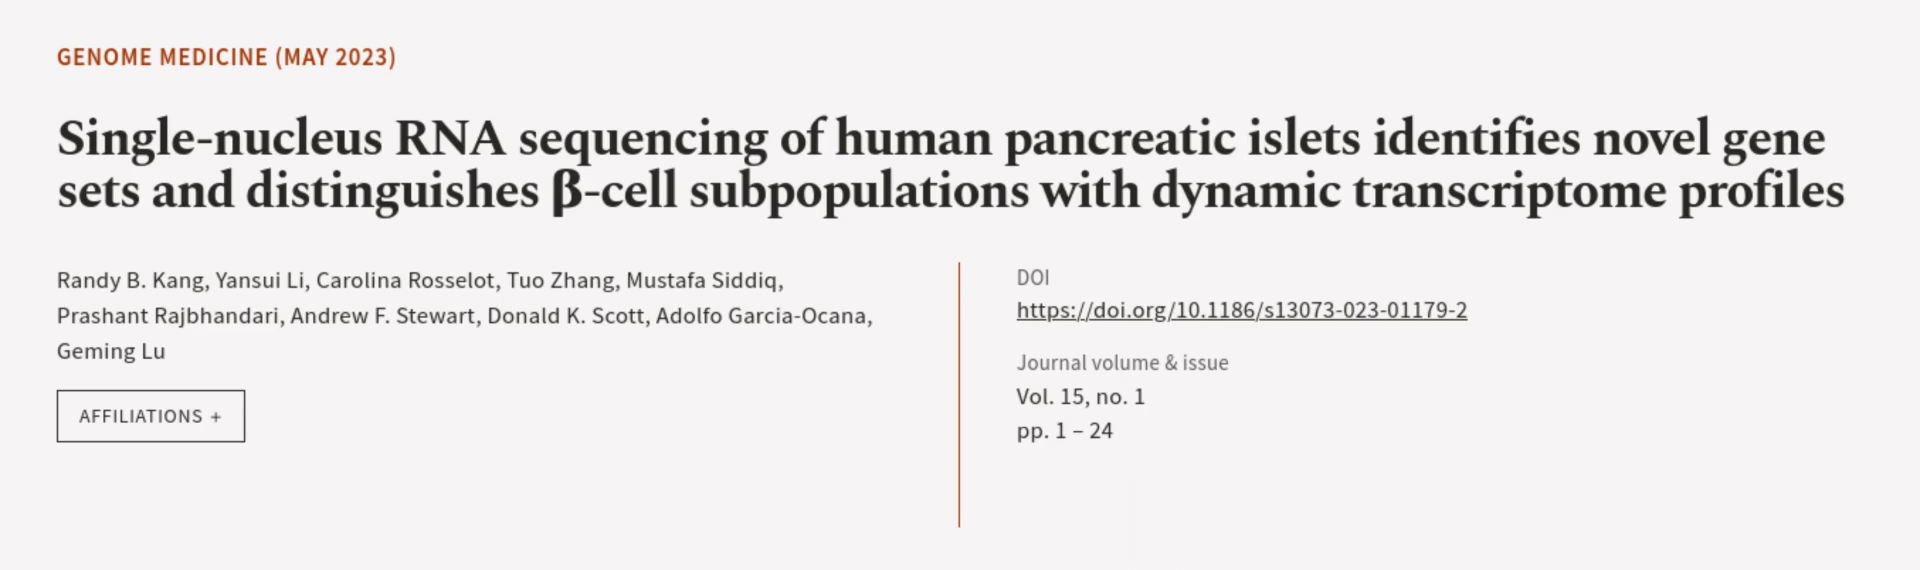 GENOME MEDICINE (MAY 2023)
Single-nucleus RNA sequencing of human pancreatic islets identifies novel gene
sets and distinguishes β-cell subpopulations with dynamic transcriptome profiles
Randy B. Kang, Yansui Li, Carolina Rosselot, Tuo Zhang, Mustafa Siddiq,
Prashant Rajbhandari, Andrew F. Stewart, Donald K. Scott, Adolfo Garcia-Ocana,
Geming Lu
AFFILIATIONS +
DOI
https://doi.org/10.1186/s13073-023-01179-2
Journal volume & issue
Vol. 15, no. 1
pp. 1 – 24